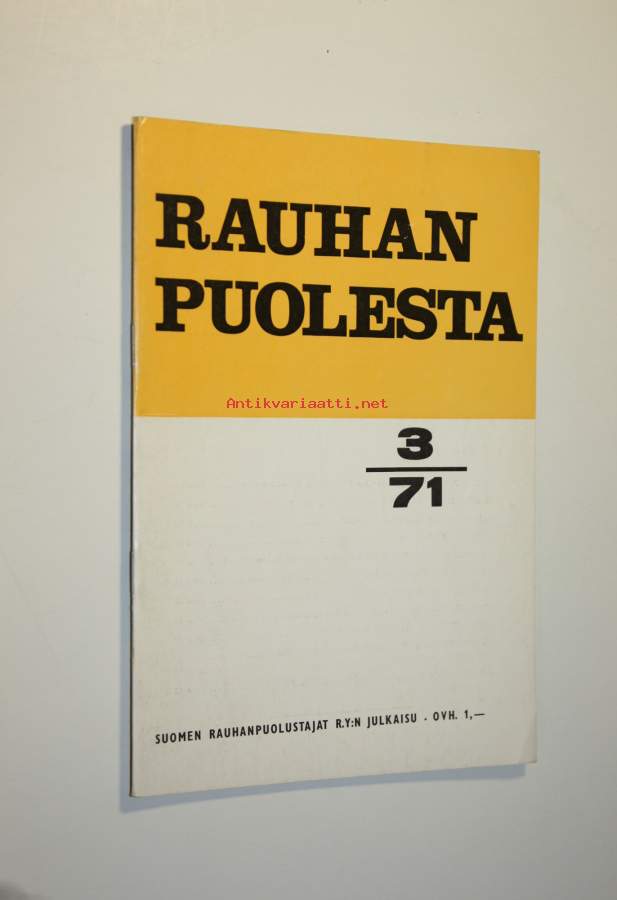 RAUHAN
PUOLESTA
Antikvariaatti.net
3
71
SUOMEN RAUHANPUOLUSTAJAT R.Y:N JULKAISU . OVH. 1,—